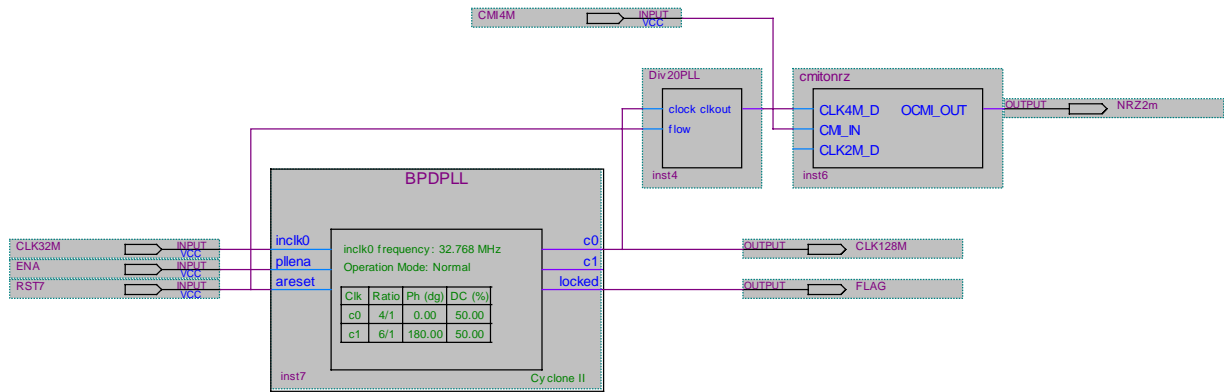 CMI4M INPUT VCC
Div20PLL
clock clkout
flow
inst4
cmitonrz
CLK4M_D OCMI_OUT
CMI_IN
CLK2M_D
inst6
OUTPUT NRZ2m
BPDPLL
CLK32M INPUT VCC
ENA INPUT VCC
RST7 INPUT VCC
inclk0
pllena
areset
inclk0 frequency: 32.768 MHz
Operation Mode: Normal
Clk Ratio Ph (dg) DC (%)
c0 4/1 0.00 50.00
c1 6/1 180.00 50.00
c0
c1
locked
inst7
Cyclone II
OUTPUT CLK128M
OUTPUT FLAG